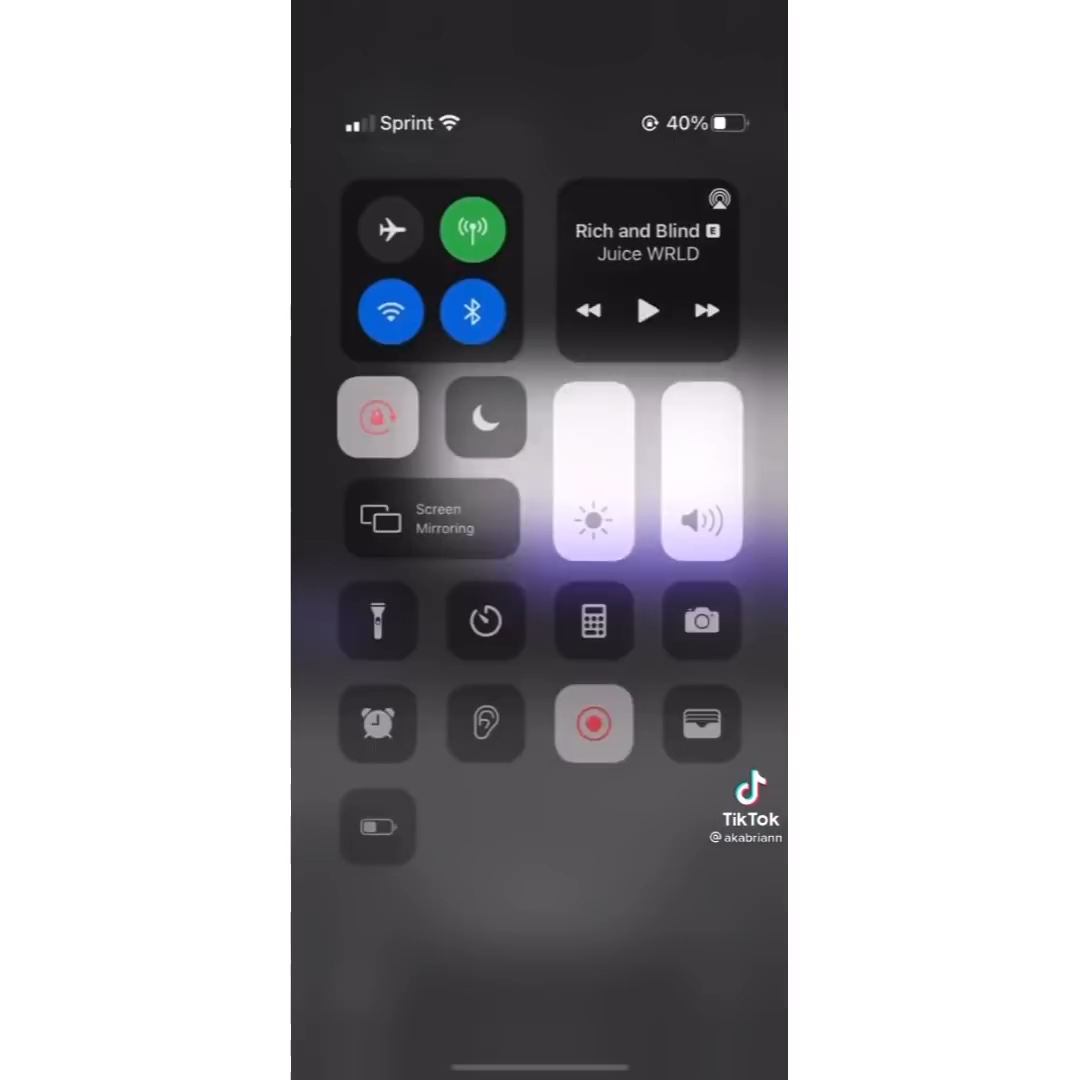 Sprint
40%
Rich and Blind E
Juice WRLD
Screen
Mirroring
TikTok
@akabriann